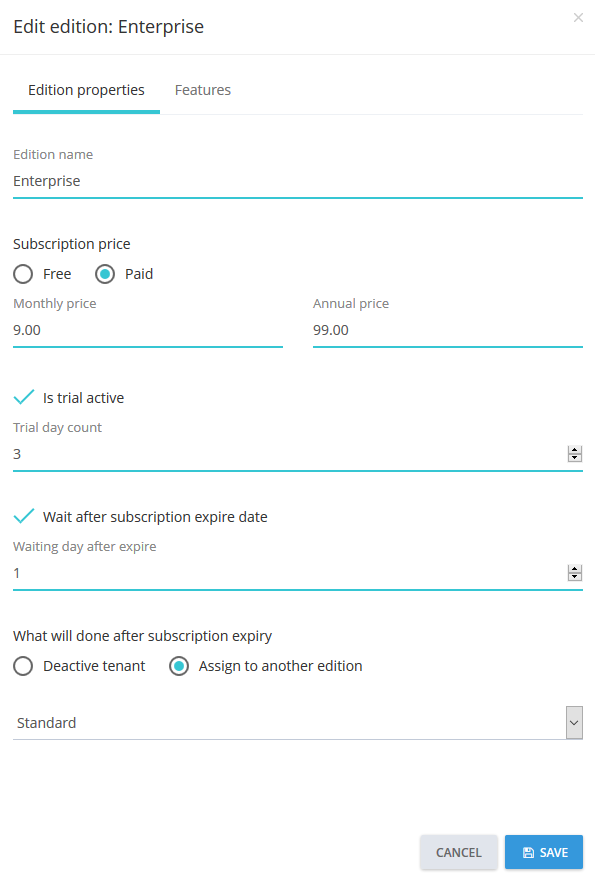 Edit edition: Enterprise
Edition properties Features
Edition name
Enterprise
Subscription price
Free Paid
Monthly price Annual price
9.00 99.00
Is trial active
Trial day count
3
Wait after subscription expire date
Waiting day after expire
1
What will done after subscription expiry
Deactive tenant Assign to another edition
Standard
CANCEL SAVE